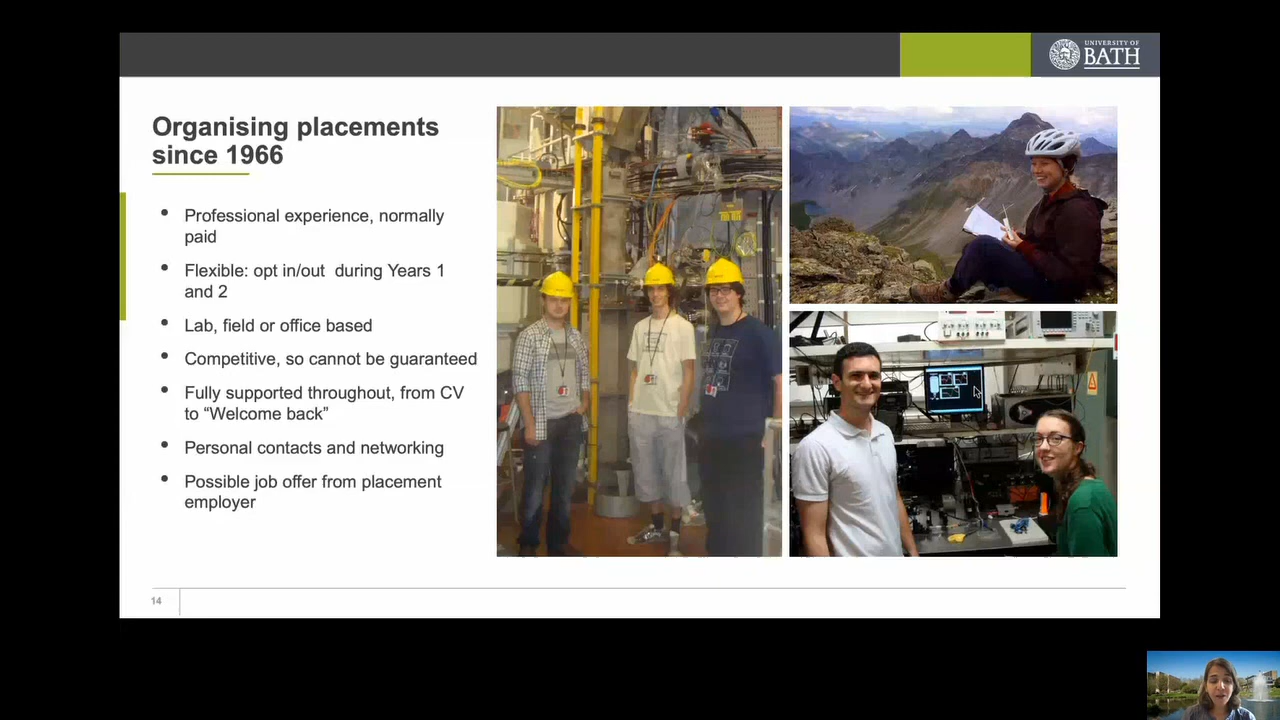 UNIVERSITY OF
BATH
Organising placements
since 1966
• Professional experience, normally
paid
• Flexible: opt in/out during Years 1
and 2
• Lab, field or office based
• Competitive, so cannot be guaranteed
• Fully supported throughout, from CV
to “Welcome back”
• Personal contacts and networking
• Possible job offer from placement
employer
14